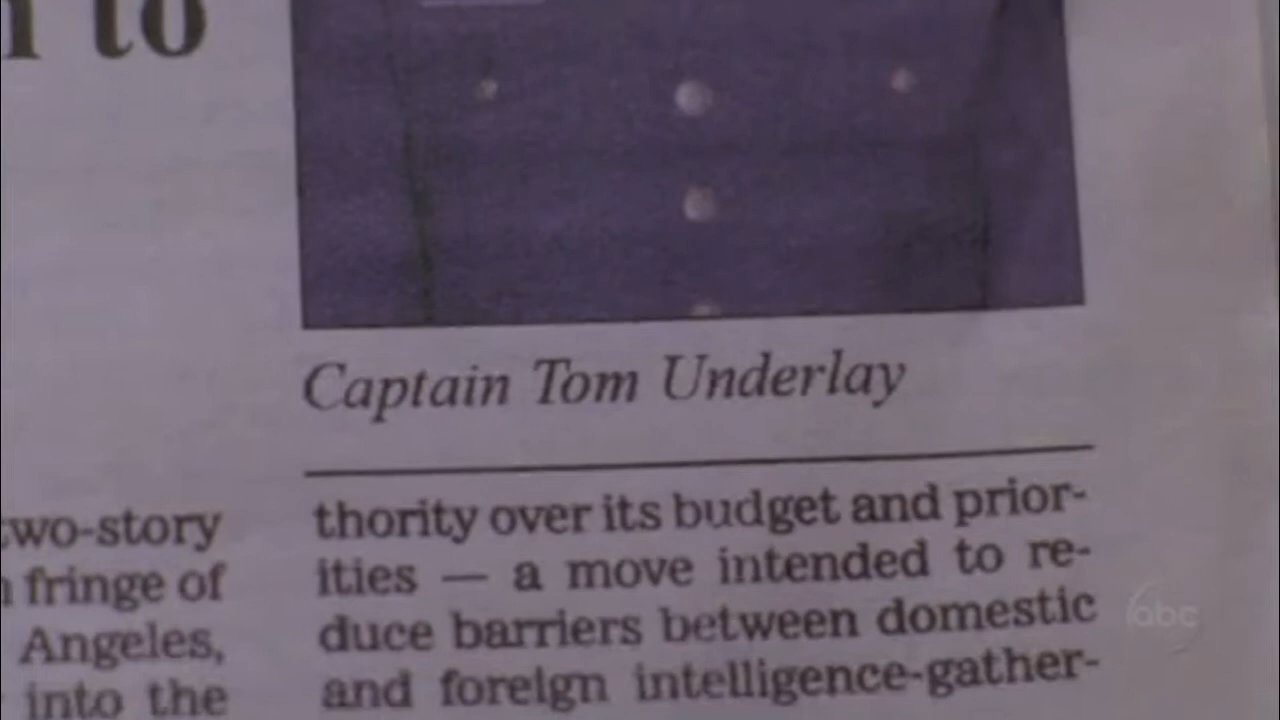 to
Captain Tom Underlay
two-story
fringe of
Angeles,
into the
thority over its budget and prior-
ities — a move intended to re-
duce barriers between domestic
and foreign intelligence-gather-
abc